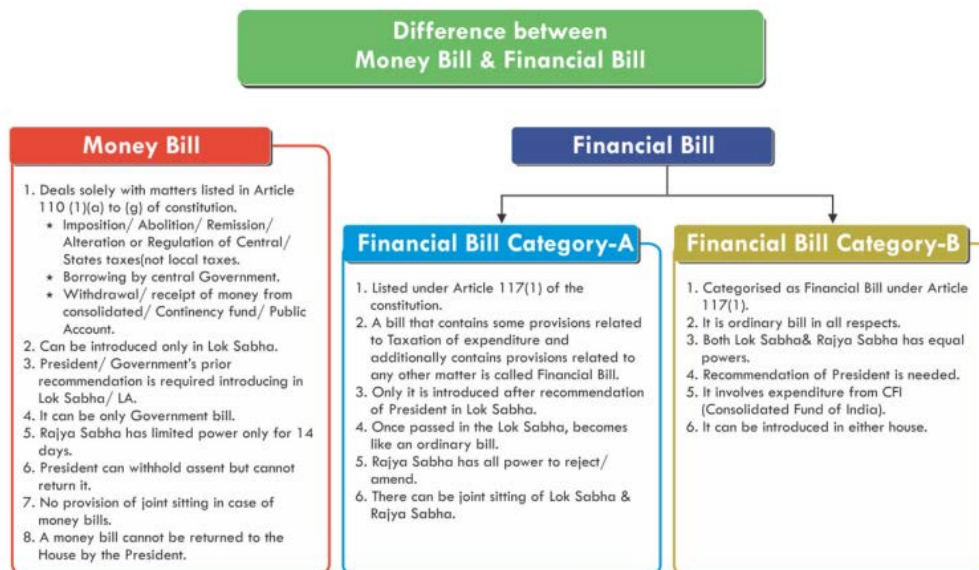 Difference between
Money Bill & Financial Bill
Money Bill
1. Deals solely with matters listed in Article
110 (1)(a) to (g) of constitution.
★ Imposition/ Abolition/ Remission/
Alteration or Regulation of Central/
States taxes(not local taxes.
★ Borrowing by central Government.
★ Withdrawal/ receipt of money from
consolidated/ Continency fund/ Public
Account.
2. Can be introduced only in Lok Sabha.
3. President/ Government's prior
recommendation is required introducing in
Lok Sabha/ LA.
4. It can be only Government bill.
5. Rajya Sabha has limited power only for 14
days.
6. President can withhold assent but cannot
return it.
7. No provision of joint sitting in case of
money bills.
8. A money bill cannot be returned to the
House by the President.
Financial Bill
Financial Bill Category-A
1. Listed under Article 117(1) of the
constitution.
2. A bill that contains some provisions related
to Taxation of expenditure and
additionally contains provisions related to
any other matter is called Financial Bill.
3. Only it is introduced after recommendation
of President in Lok Sabha.
4. Once passed in the Lok Sabha, becomes
like an ordinary bill.
5. Rajya Sabha has all power to reject/
amend.
6. There can be joint sitting of Lok Sabha &
Rajya Sabha.
Financial Bill Category-B
1. Categorised as Financial Bill under Article
117(1).
2. It is ordinary bill in all respects.
3. Both Lok Sabha& Rajya Sabha has equal
powers.
4. Recommendation of President is needed.
5. It involves expenditure from CFI
(Consolidated Fund of India).
6. It can be introduced in either house.